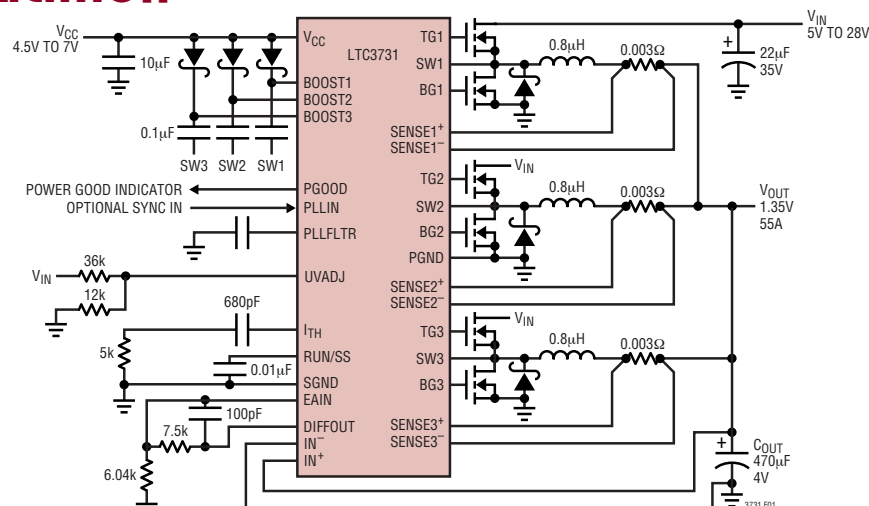 V_CC
4.5V TO 7V
10μF
0.1μF
SW3 SW2 SW1
POWER GOOD INDICATOR
OPTIONAL SYNC IN
V_IN
36k
12k
680pF
5k
0.01μF
100pF
7.5k
6.04k
V_CC
LTC3731
BOOST1
BOOST2
BOOST3
PGOOD
PLLIN
PLLFLTR
UVADJ
I_TH
RUN/SS
SGND
EAIN
DIFFOUT
IN⁻
IN⁺
TG1
SW1
BG1
SENSE1⁺
SENSE1⁻
TG2
SW2
BG2
PGND
SENSE2⁺
SENSE2⁻
TG3
SW3
BG3
SENSE3⁺
SENSE3⁻
0.8μH
0.003Ω
V_IN
5V TO 28V
+
22μF
35V
V_IN
0.8μH
0.003Ω
V_OUT
1.35V
55A
V_IN
0.8μH
0.003Ω
+
C_OUT
470μF
4V
3731 F01